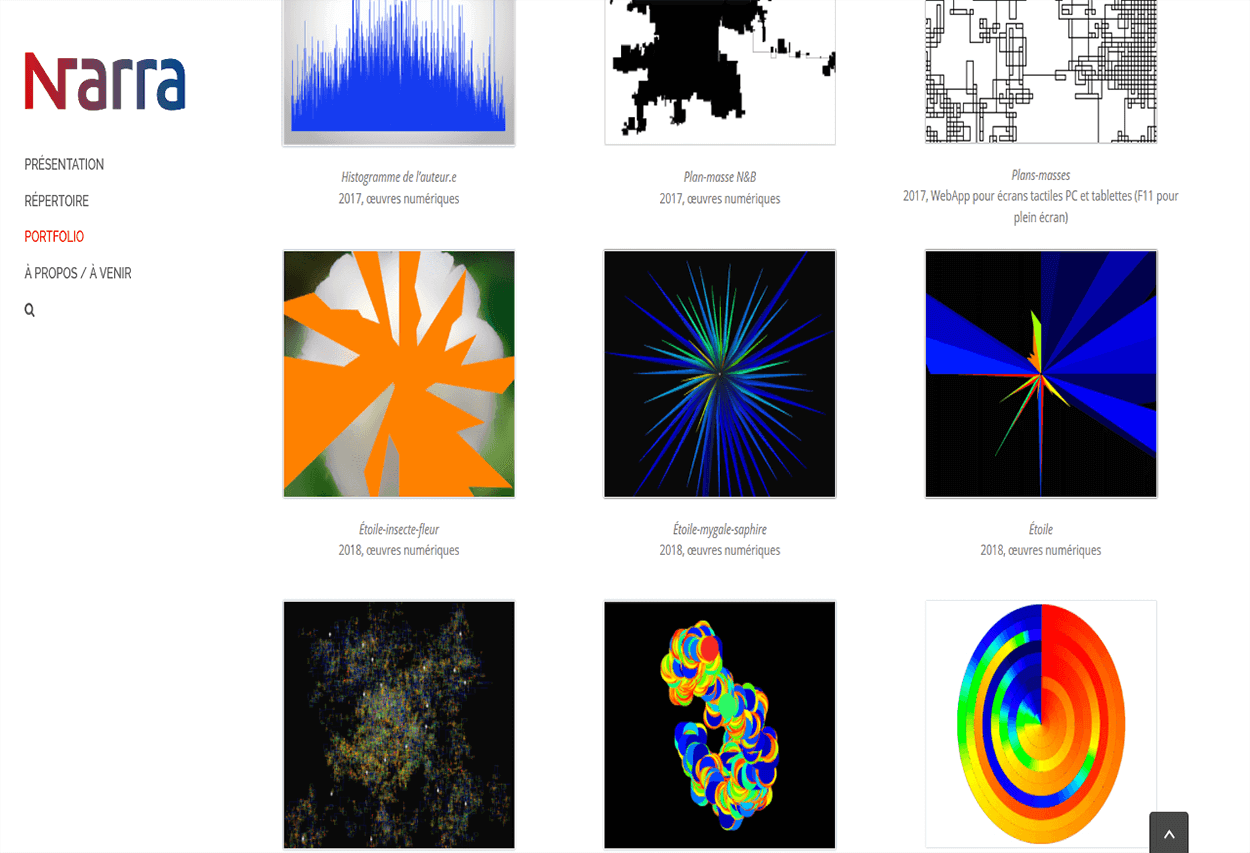 Narra
PRÉSENTATION
RÉPERTOIRE
PORTFOLIO
À PROPOS / À VENIR
Histogramme de l'auteur.e
2017, œuvres numériques
Plan-masse N&B
2017, œuvres numériques
Plans-masses
2017, WebApp pour écrans tactiles PC et tablettes (F11 pour
plein écran)
Étoile-insecte-fleur
2018, œuvres numériques
Étoile-mygale-saphire
2018, œuvres numériques
Étoile
2018, œuvres numériques